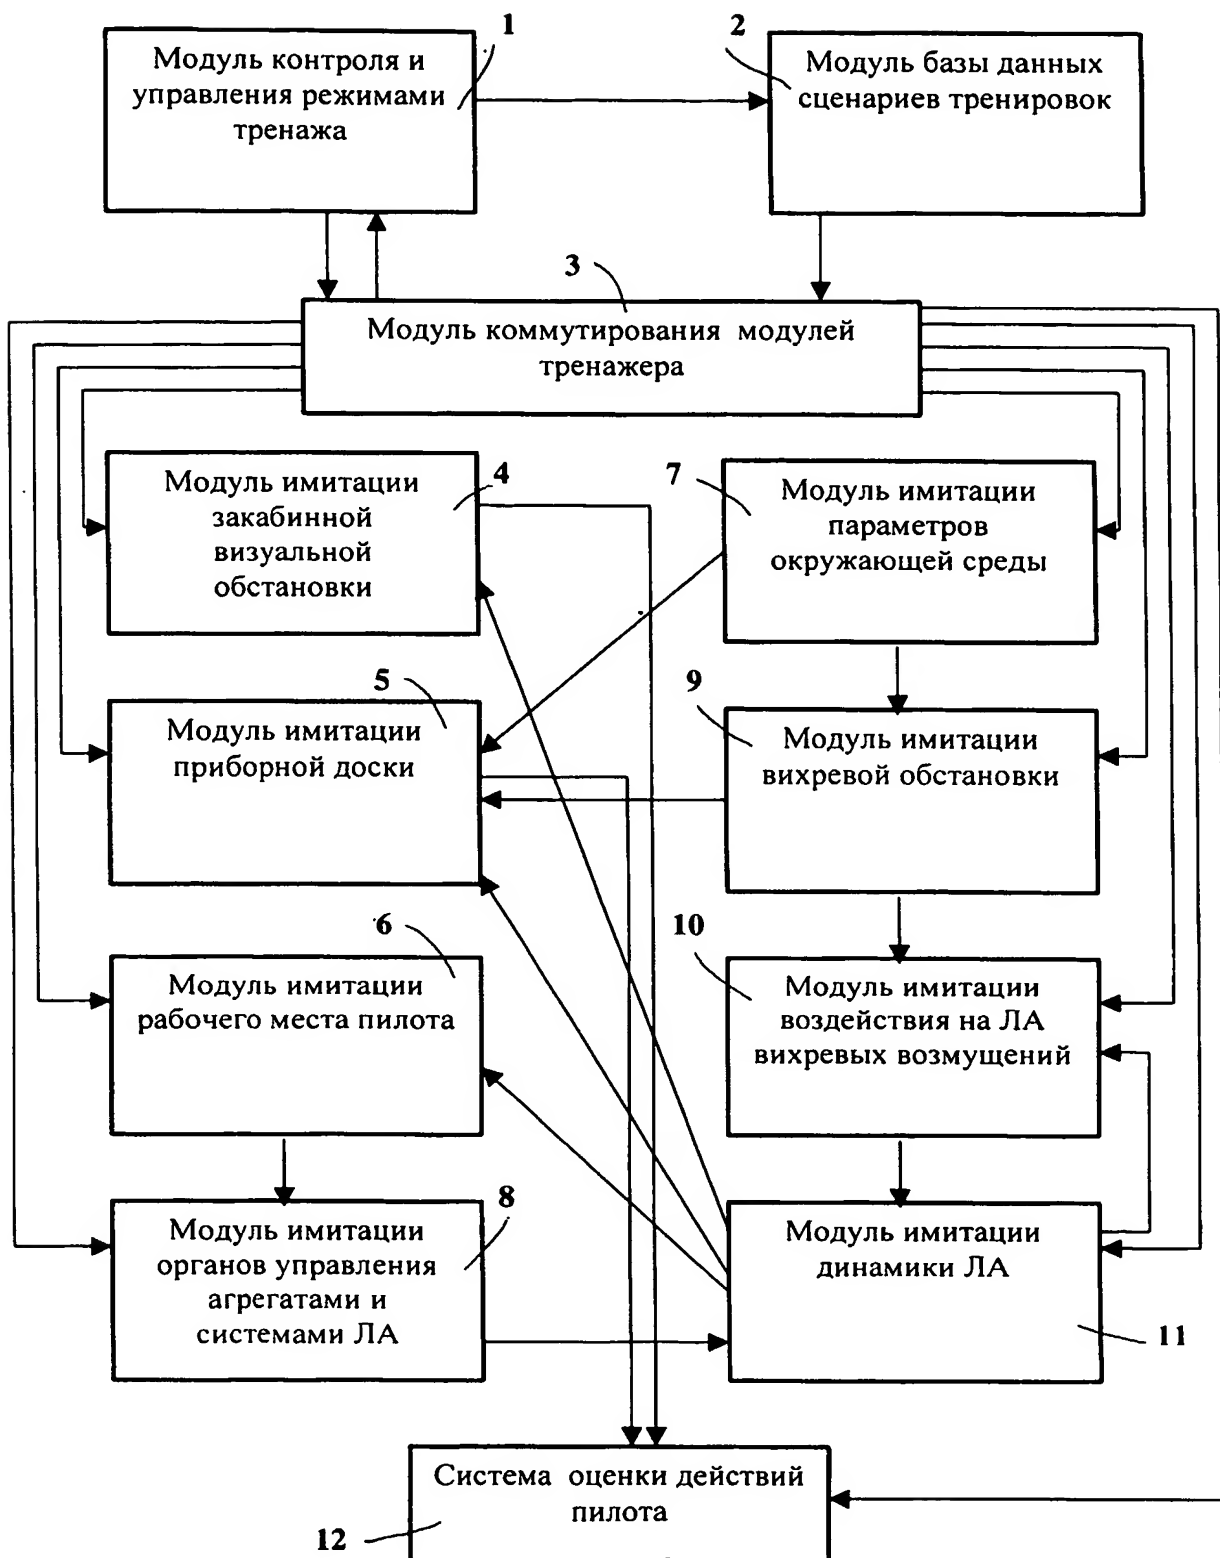 1
Модуль контроля и
управления режимами
тренажа
2
Модуль базы данных
сценариев тренировок
3
Модуль коммутирования модулей
тренажера
4
Модуль имитации
закабинной
визуальной
обстановки
7
Модуль имитации
параметров
окружающей среды
5
Модуль имитации
приборной доски
9
Модуль имитации
вихревой обстановки
6
Модуль имитации
рабочего места пилота
10
Модуль имитации
воздействия на ЛА
вихревых возмущений
8
Модуль имитации
органов управления
агрегатами и
системами ЛА
Модуль имитации
динамики ЛА
11
Система оценки действий
пилота
12